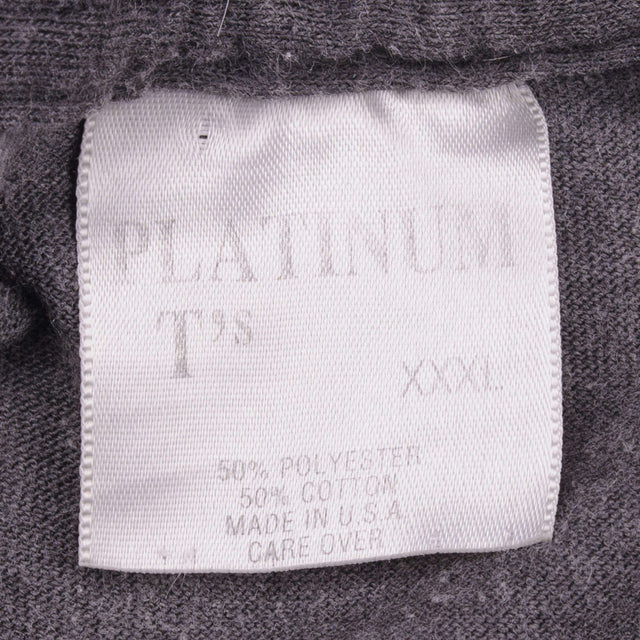 PLATINUM
T's
XXXL
50% POLYESTER
50% COTTON
MADE IN U.S.A.
CARE OVER